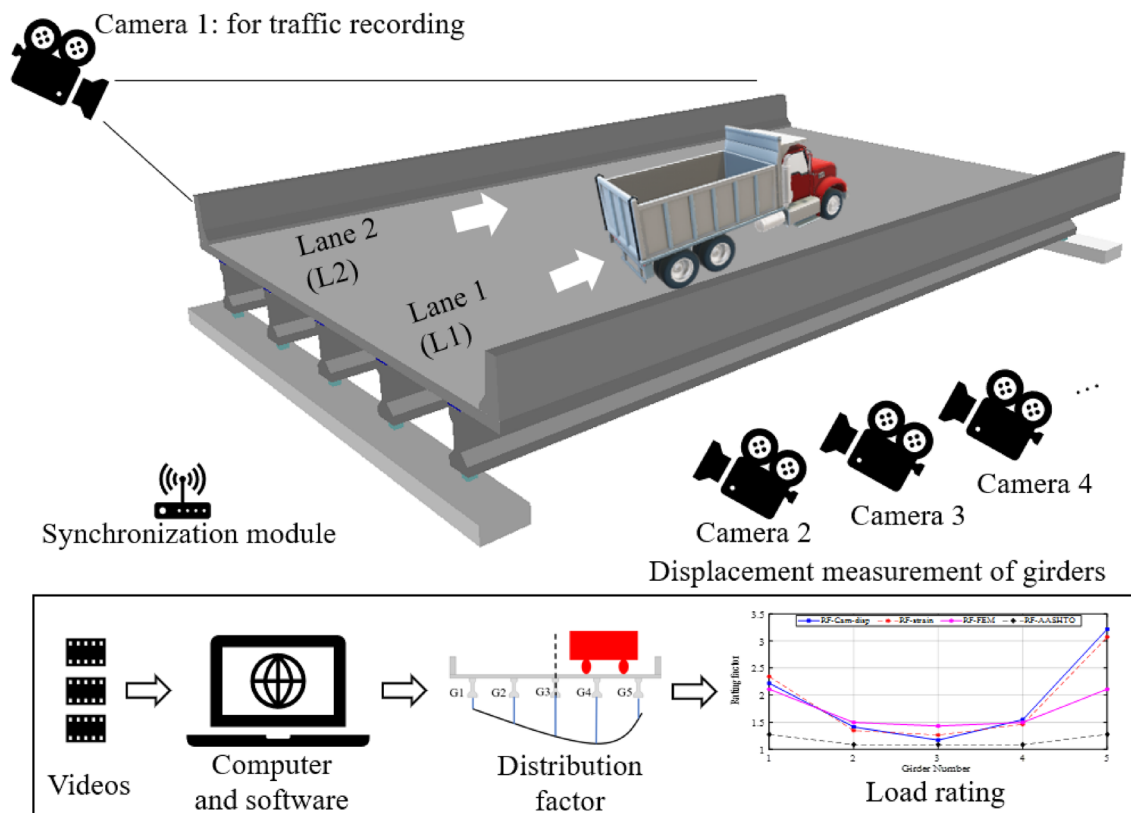 Camera 1: for traffic recording
Lane 2
(L2)
Lane 1
(L1)
Synchronization module
Camera 2
Camera 3
Camera 4
...
Displacement measurement of girders
Videos
Computer
and software
G1 G2 G3 G4 G5
Distribution
factor
RF-Cam-disp RF-strain RF-FEM RF-AASHTO
Rating factor
3.5
3
2.5
2
1.5
1
1 2 3 4 5
Girder Number
Load rating